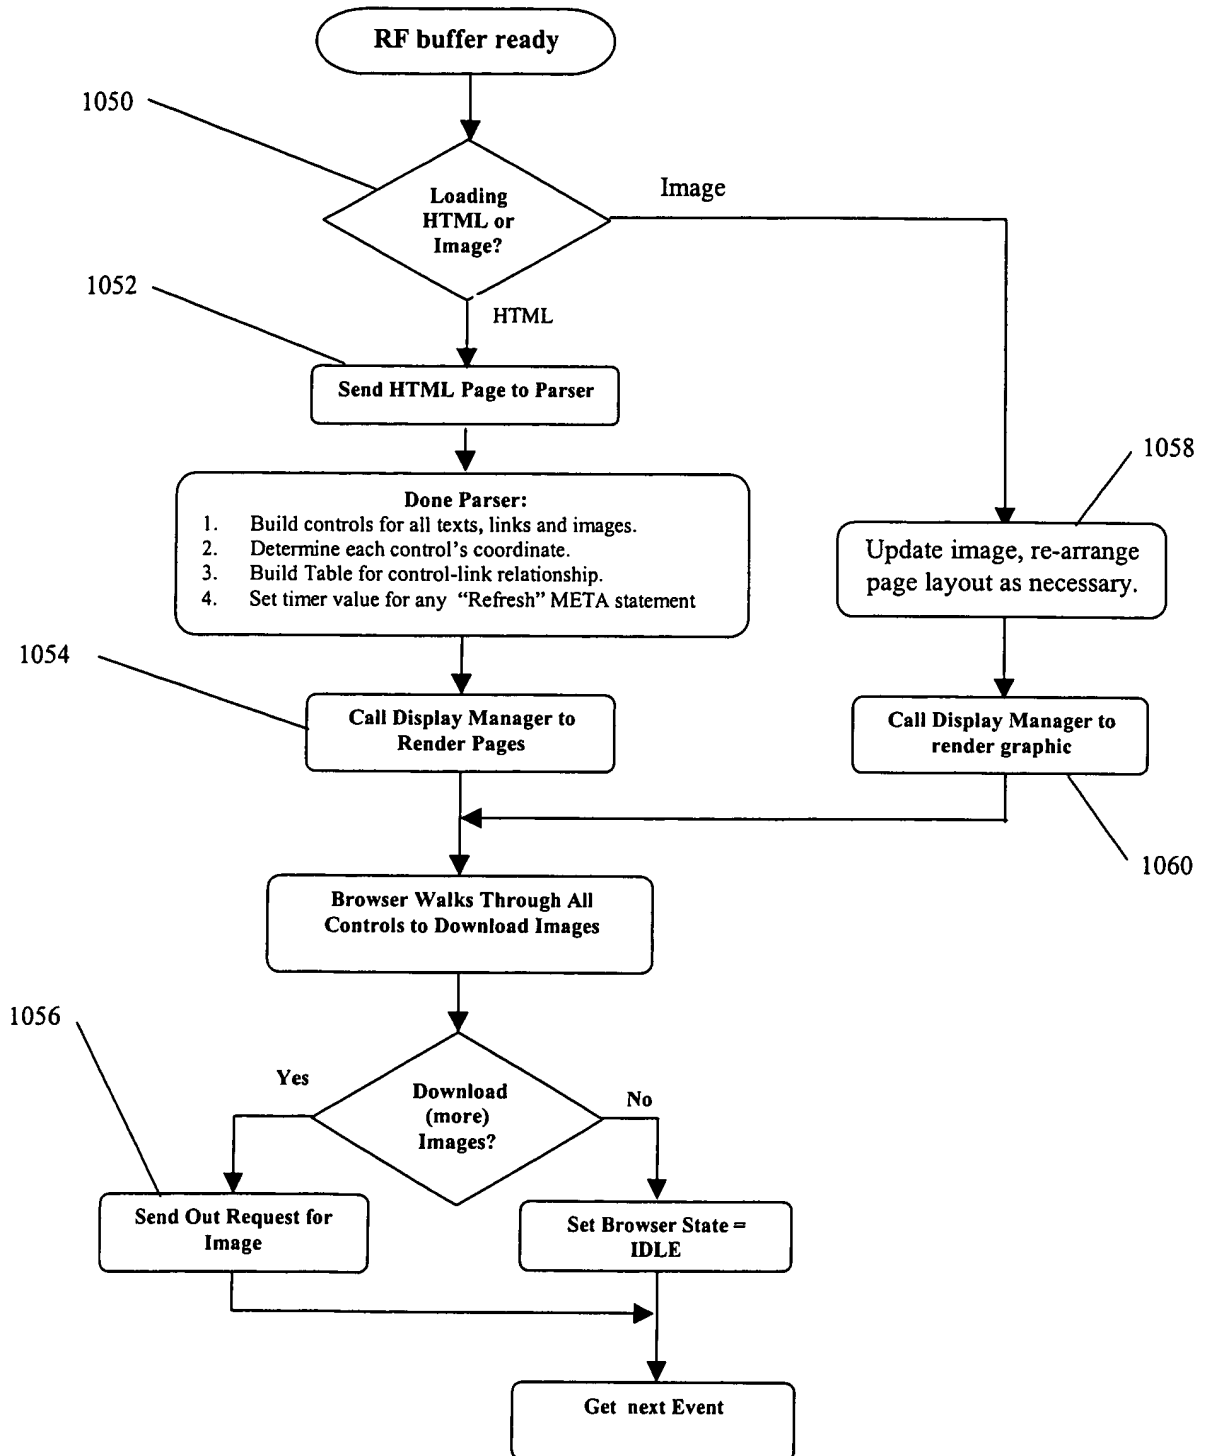 RF buffer ready
1050
Loading
HTML or
Image?
Image
1052
HTML
Send HTML Page to Parser
Done Parser:
1. Build controls for all texts, links and images.
2. Determine each control's coordinate.
3. Build Table for control-link relationship.
4. Set timer value for any “Refresh” META statement
1058
Update image, re-arrange
page layout as necessary.
1054
Call Display Manager to
Render Pages
Call Display Manager to
render graphic
1060
Browser Walks Through All
Controls to Download Images
1056
Yes
Download
(more)
Images?
No
Send Out Request for
Image
Set Browser State =
IDLE
Get next Event